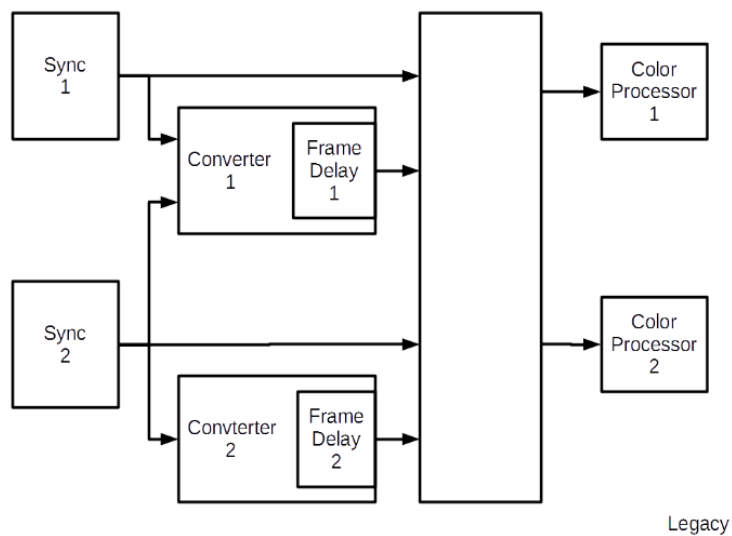 Sync
1
Converter
1
Frame
Delay
1
Color
Processor
1
Sync
2
Convterter
2
Frame
Delay
2
Color
Processor
2
Legacy